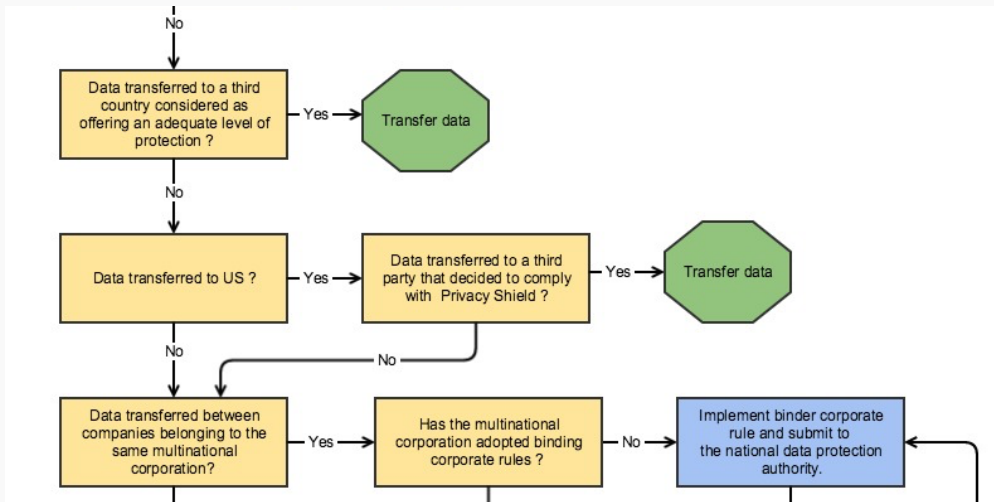 No
Data transferred to a third
country considered as
offering an adequate level of
protection ?
Yes
Transfer data
No
Data transferred to US ?
Yes
Data transferred to a third
party that decided to comply
with Privacy Shield ?
Yes
Transfer data
No
No
Data transferred between
companies belonging to the
same multinational
corporation?
Yes
Has the multinational
corporation adopted binding
corporate rules ?
No
Implement binder corporate
rule and submit to
the national data protection
authority.